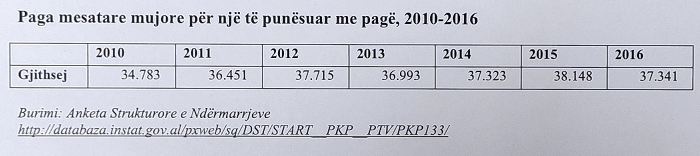 Paga mesatare mujore për një të punësuar me pagë, 2010-2016
2010 2011 2012 2013 2014 2015 2016
Gjithsej 34.783 36.451 37.715 36.993 37.323 38.148 37.341
Burimi: Anketa Strukturore e Ndërmarrjeve
http://databaza.instat.gov.al/pxweb/sq/DST/START__PKP__PTV/PKP133/